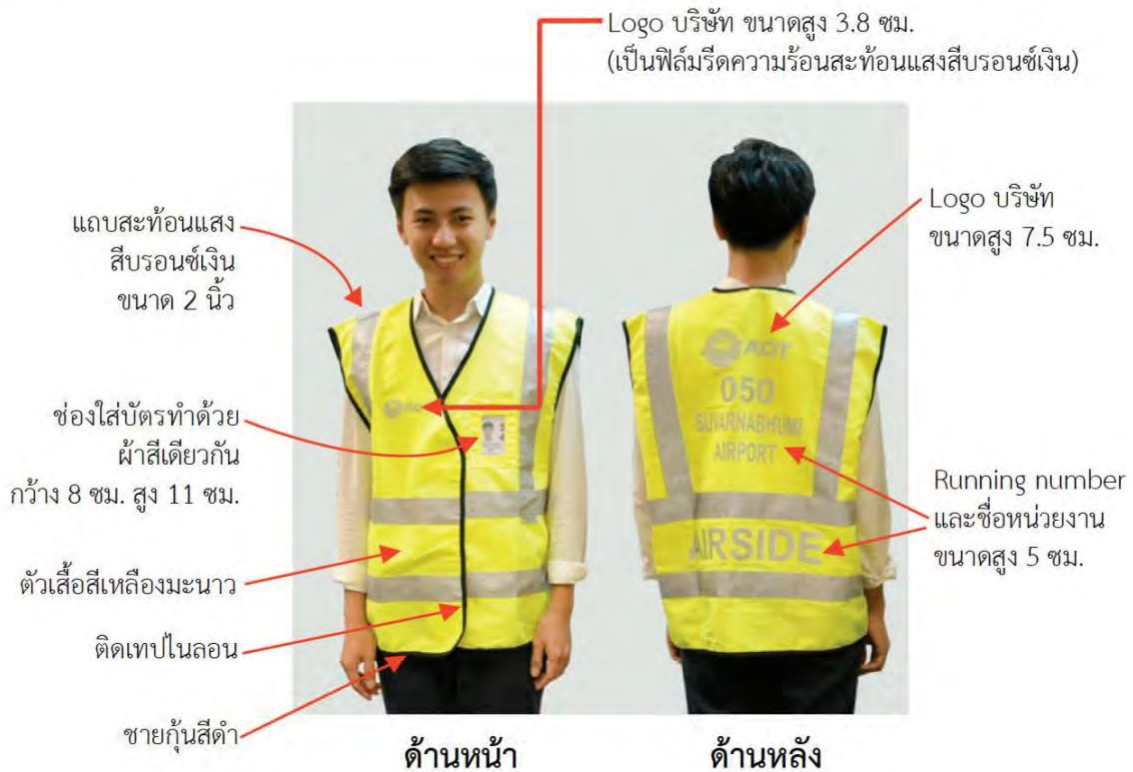 Logo บริษัท ขนาดสูง 3.8 ซม.
(เป็นฟิล์มรีดความร้อนสะท้อนแสงสีบรอนซ์เงิน)
แถบสะท้อนแสง
สีบรอนซ์เงิน
ขนาด 2 นิ้ว
ช่องใส่บัตรทำด้วย
ผ้าสีเดียวกัน
กว้าง 8 ซม. สูง 11 ซม.
ตัวเสื้อสีเหลืองมะนาว
ติดเทปไนลอน
ชายกุ้นสีดำ
AOT
050
SUVARNABHUMI
AIRPORT
AIRSIDE
Logo บริษัท
ขนาดสูง 7.5 ซม.
Running number
และชื่อหน่วยงาน
ขนาดสูง 5 ซม.
ด้านหน้า
ด้านหลัง